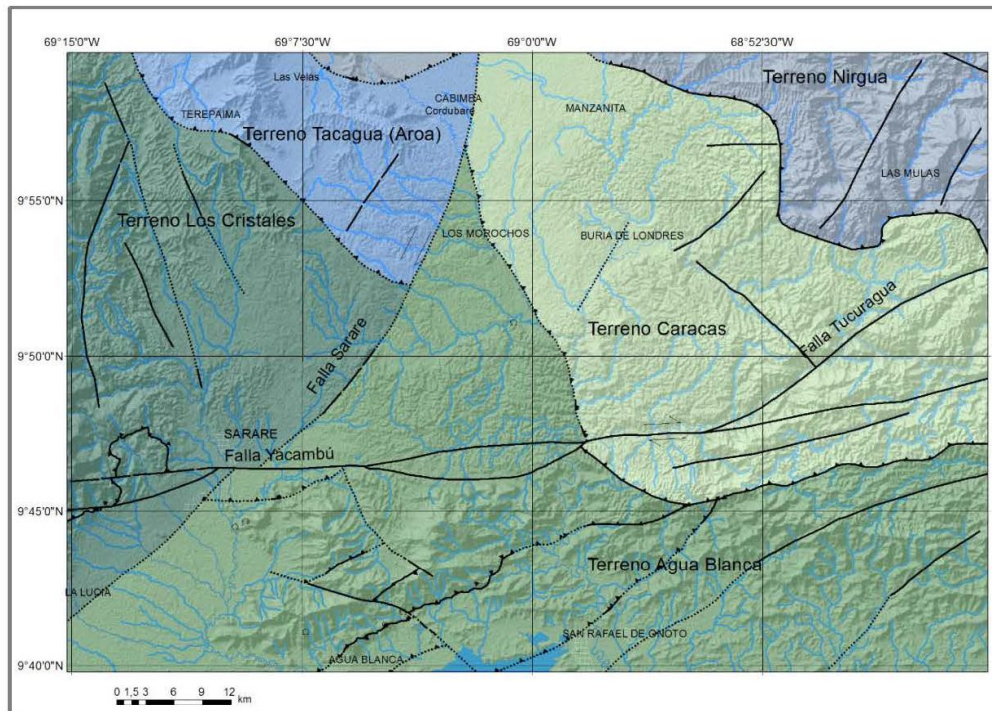 69°15'0"W 69°7'30"W 69°0'0"W 68°52'30"W
Terreno Nirgua
Las Velas
CABIMBA
Cordubare
MANZANITA
TEREPAIMA
Terreno Tacagua (Aroa)
LAS MULAS
9°55'0"N
Terreno Los Cristales
LOS MOROCHOS
BURIA DE LONDRES
Falla Tucuragua
Terreno Caracas
Falla Sarare
9°50'0"N
SARARE
Falla Yacambú
9°45'0"N
Terreno Agua Blanca
LA LUCIA
SAN RAFAEL DE ONOTO
AGUA BLANCA
9°40'0"N
0 1,5 3 6 9 12
km